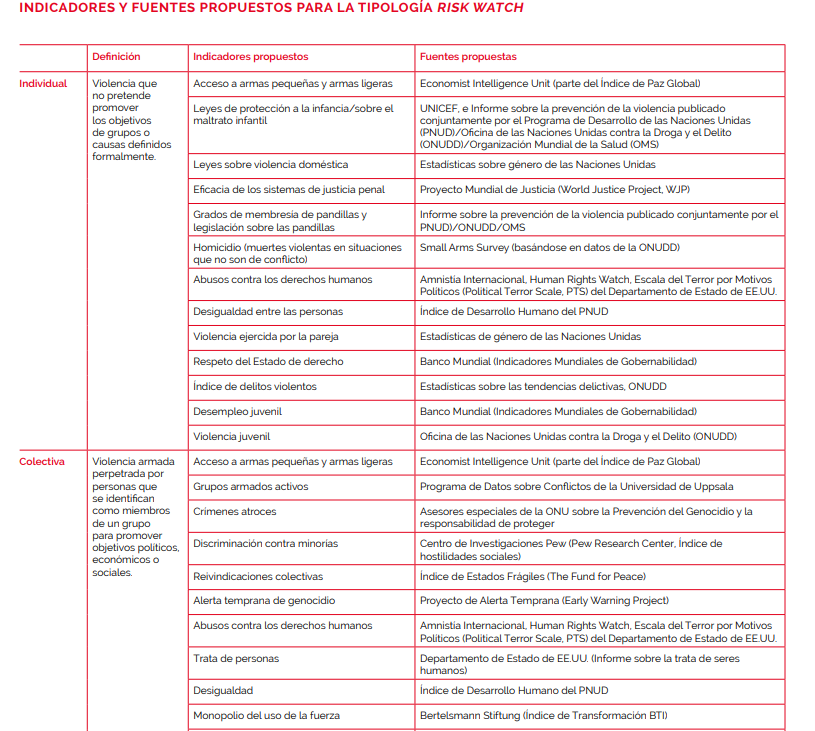 INDICADORES Y FUENTES PROPUESTOS PARA LA TIPOLOGÍA RISK WATCH
Definición
Indicadores propuestos
Fuentes propuestas
Individual
Violencia que
no pretende
promover
los objetivos
de grupos o
causas definidos
formalmente.
Acceso a armas pequeñas y armas ligeras
Economist Intelligence Unit (parte del Índice de Paz Global)
Leyes de protección a la infancia/sobre el
maltrato infantil
UNICEF, e Informe sobre la prevención de la violencia publicado
conjuntamente por el Programa de Desarrollo de las Naciones Unidas
(PNUD)/Oficina de las Naciones Unidas contra la Droga y el Delito
(ONUDD)/Organización Mundial de la Salud (OMS)
Leyes sobre violencia doméstica
Estadísticas sobre género de las Naciones Unidas
Eficacia de los sistemas de justicia penal
Proyecto Mundial de Justicia (World Justice Project, WJP)
Grados de membresía de pandillas y
legislación sobre las pandillas
Informe sobre la prevención de la violencia publicado conjuntamente por el
PNUD)/ONUDD/OMS
Homicidio (muertes violentas en situaciones
que no son de conflicto)
Small Arms Survey (basándose en datos de la ONUDD)
Abusos contra los derechos humanos
Amnistía Internacional, Human Rights Watch, Escala del Terror por Motivos
Políticos (Political Terror Scale, PTS) del Departamento de Estado de EE.UU.
Desigualdad entre las personas
Índice de Desarrollo Humano del PNUD
Violencia ejercida por la pareja
Estadísticas de género de las Naciones Unidas
Respeto del Estado de derecho
Banco Mundial (Indicadores Mundiales de Gobernabilidad)
Índice de delitos violentos
Estadísticas sobre las tendencias delictivas, ONUDD
Desempleo juvenil
Banco Mundial (Indicadores Mundiales de Gobernabilidad)
Violencia juvenil
Oficina de las Naciones Unidas contra la Droga y el Delito (ONUDD)
Colectiva
Violencia armada
perpetrada por
personas que
se identifican
como miembros
de un grupo
para promover
objetivos políticos,
económicos o
sociales.
Acceso a armas pequeñas y armas ligeras
Economist Intelligence Unit (parte del Índice de Paz Global)
Grupos armados activos
Programa de Datos sobre Conflictos de la Universidad de Uppsala
Crímenes atroces
Asesores especiales de la ONU sobre la Prevención del Genocidio y la
responsabilidad de proteger
Discriminación contra minorías
Centro de Investigaciones Pew (Pew Research Center, Índice de
hostilidades sociales)
Reivindicaciones colectivas
Índice de Estados Frágiles (The Fund for Peace)
Alerta temprana de genocidio
Proyecto de Alerta Temprana (Early Warning Project)
Abusos contra los derechos humanos
Amnistía Internacional, Human Rights Watch, Escala del Terror por Motivos
Políticos (Political Terror Scale, PTS) del Departamento de Estado de EE.UU.
Trata de personas
Departamento de Estado de EE.UU. (Informe sobre la trata de seres
humanos)
Desigualdad
Índice de Desarrollo Humano del PNUD
Monopolio del uso de la fuerza
Bertelsmann Stiftung (Índice de Transformación BTI)